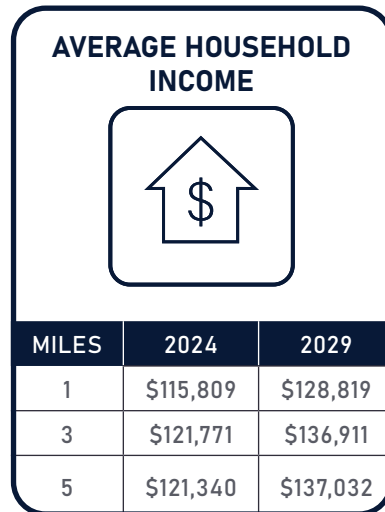 AVERAGE HOUSEHOLD
INCOME
$
MILES 2024 2029
1 $115,809 $128,819
3 $121,771 $136,911
5 $121,340 $137,032